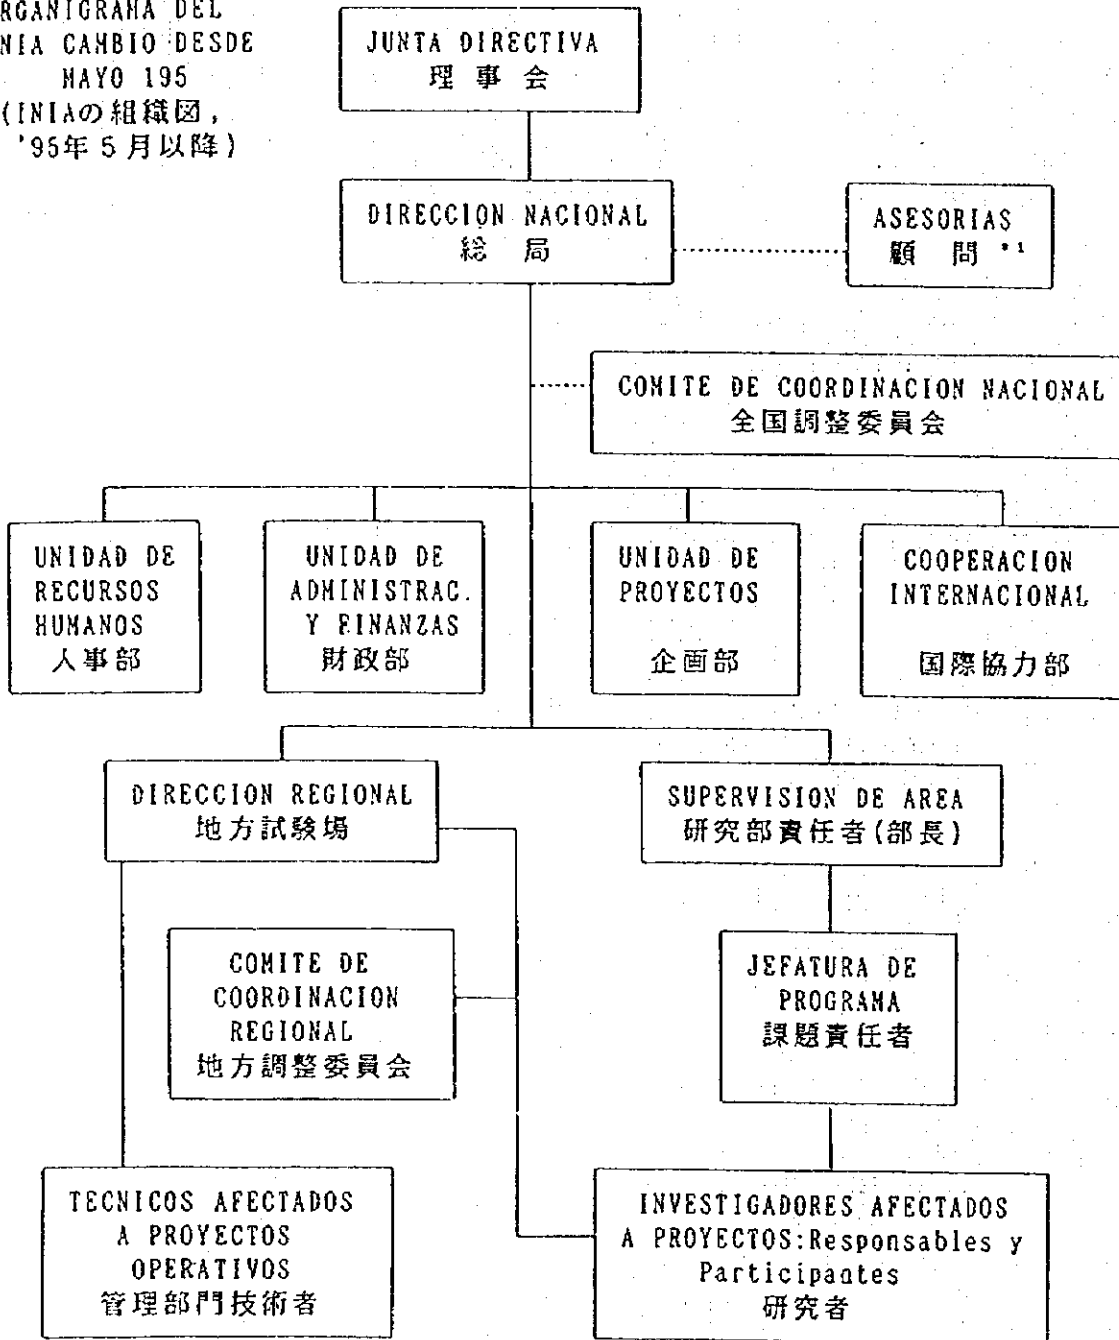 RGANIGRAMA DEL
NIA CAMBIO DESDE
MAYO 195
(INIAの組織図,
'95年5月以降)
JUNTA DIRECTIVA
理事会
DIRECCION NACIONAL
総局
ASESORIAS
顧問 *1
COMITE DE COORDINACION NACIONAL
全国調整委員会
UNIDAD DE
RECURSOS
HUMANOS
人事部
UNIDAD DE
ADMINISTRAC.
Y FINANZAS
財政部
UNIDAD DE
PROYECTOS
企画部
COOPERACION
INTERNACIONAL
国際協力部
DIRECCION REGIONAL
地方試験場
SUPERVISION DE AREA
研究部責任者(部長)
COMITE DE
COORDINACION
REGIONAL
地方調整委員会
JEFATURA DE
PROGRAMA
課題責任者
TECNICOS AFECTADOS
A PROYECTOS
OPERATIVOS
管理部門技術者
INVESTIGADORES AFECTADOS
A PROYECTOS:Responsables y
Participantes
研究者